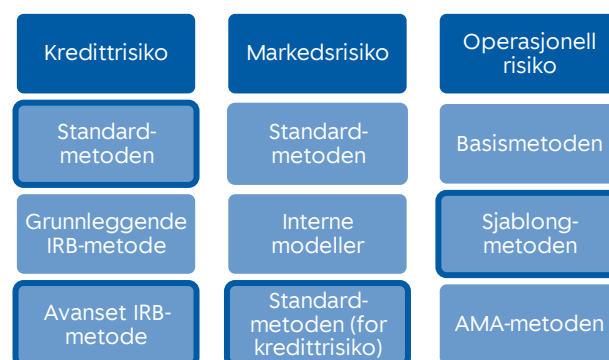 Kredittrisiko
Standard-
metoden
Grunnleggende
IRB-metode
Avanset IRB-
metode
Markedsrisiko
Standard-
metoden
Interne
modeller
Standard-
metoden (for
kredittrisiko)
Operasjonell
risiko
Basismetoden
Sjablong-
metoden
AMA-metoden